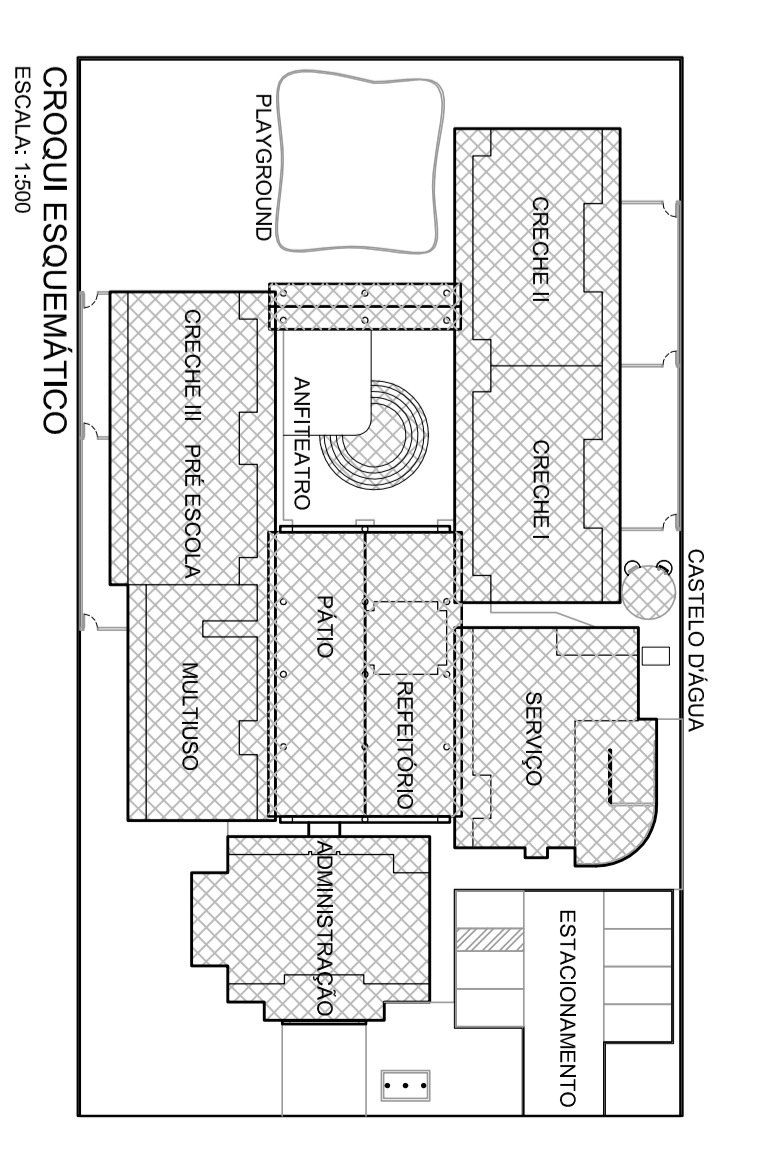 CASTELO D'ÁGUA
CRECHE II
CRECHE I
SERVIÇO
ESTACIONAMENTO
REFEITÓRIO
PÁTIO
ANFITEATRO
ADMINISTRAÇÃO
PLAYGROUND
CRECHE III
PRÉ ESCOLA
MULTIUSO
CROQUI ESQUEMÁTICO
ESCALA: 1:500